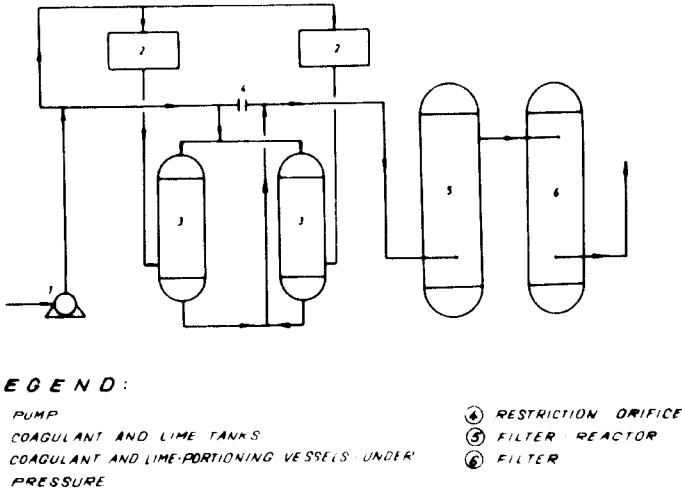 2
2
4
3
3
5
6
1
EGEND:
PUMP
COAGULANT AND LIME TANKS
COAGULANT AND LIME-PORTIONING VESSELS UNDER
PRESSURE
④ RESTRICTION ORIFICE
⑤ FILTER REACTOR
⑥ FILTER